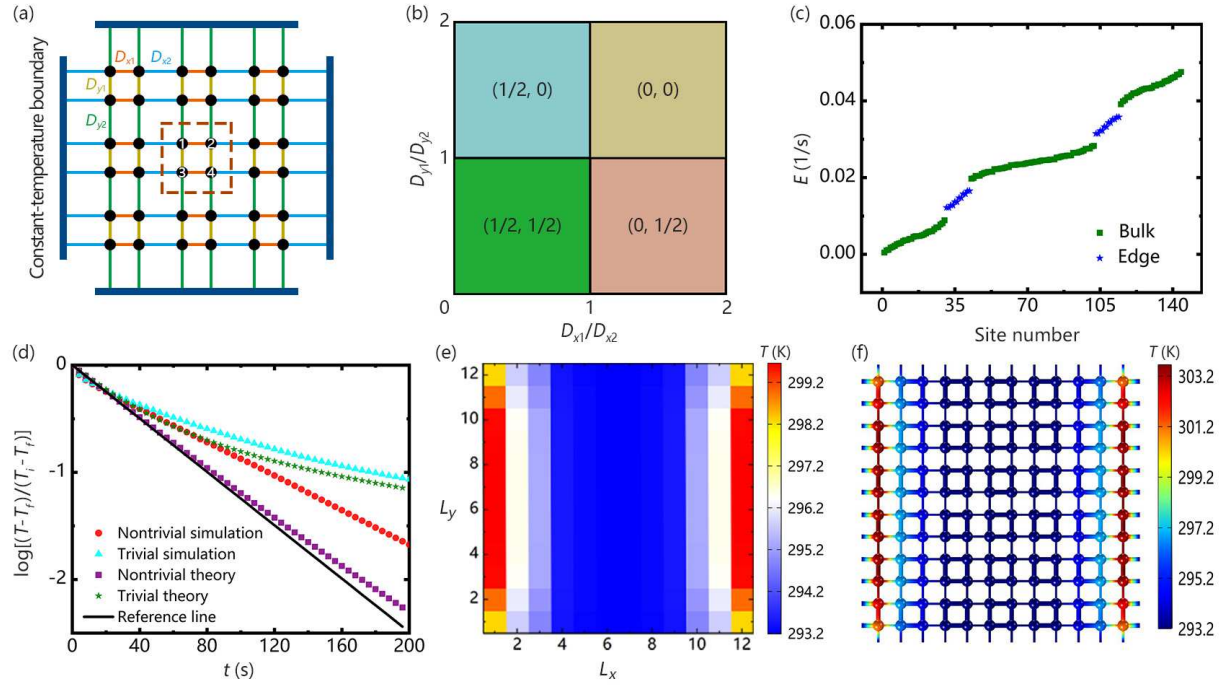 (a)
Constant-temperature boundary
D_x1 D_x2
D_y1
D_y2
1 2
3 4
(b)
2
1
0
1
2
D_y1/D_y2
D_x1/D_x2
(1/2, 0)
(0, 0)
(1/2, 1/2)
(0, 1/2)
(c)
0.06
0.04
0.02
0.00
E (1/s)
0 35 70 105 140
Site number
Bulk
Edge
(d)
0
-1
-2
log[(T-T_f)/(T_i-T_f)]
0 40 80 120 160 200
t (s)
Nontrivial simulation
Trivial simulation
Nontrivial theory
Trivial theory
Reference line
(e)
12
10
8
6
4
2
L_y
2 4 6 8 10 12
L_x
T (K)
299.2
298.2
297.2
296.2
295.2
294.2
293.2
(f)
T (K)
303.2
301.2
299.2
297.2
295.2
293.2